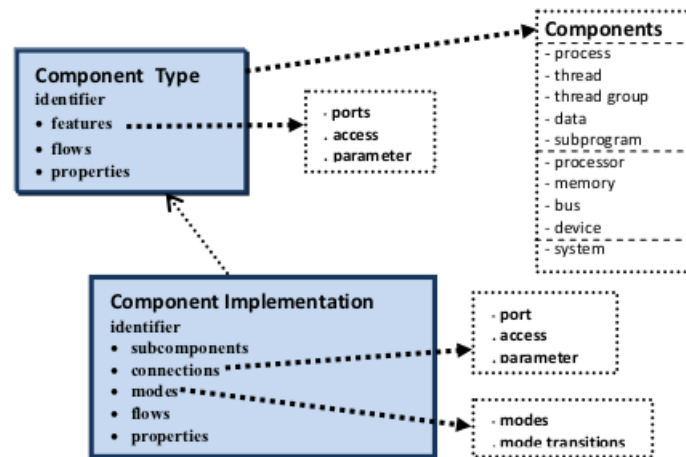 Component Type
identifier
• features
• flows
• properties
. ports
. access
. parameter
Components
- process
- thread
- thread group
- data
- subprogram
- processor
- memory
- bus
- device
- system
Component Implementation
identifier
• subcomponents
• connections
• modes
• flows
• properties
. port
. access
. parameter
. modes
. mode transitions